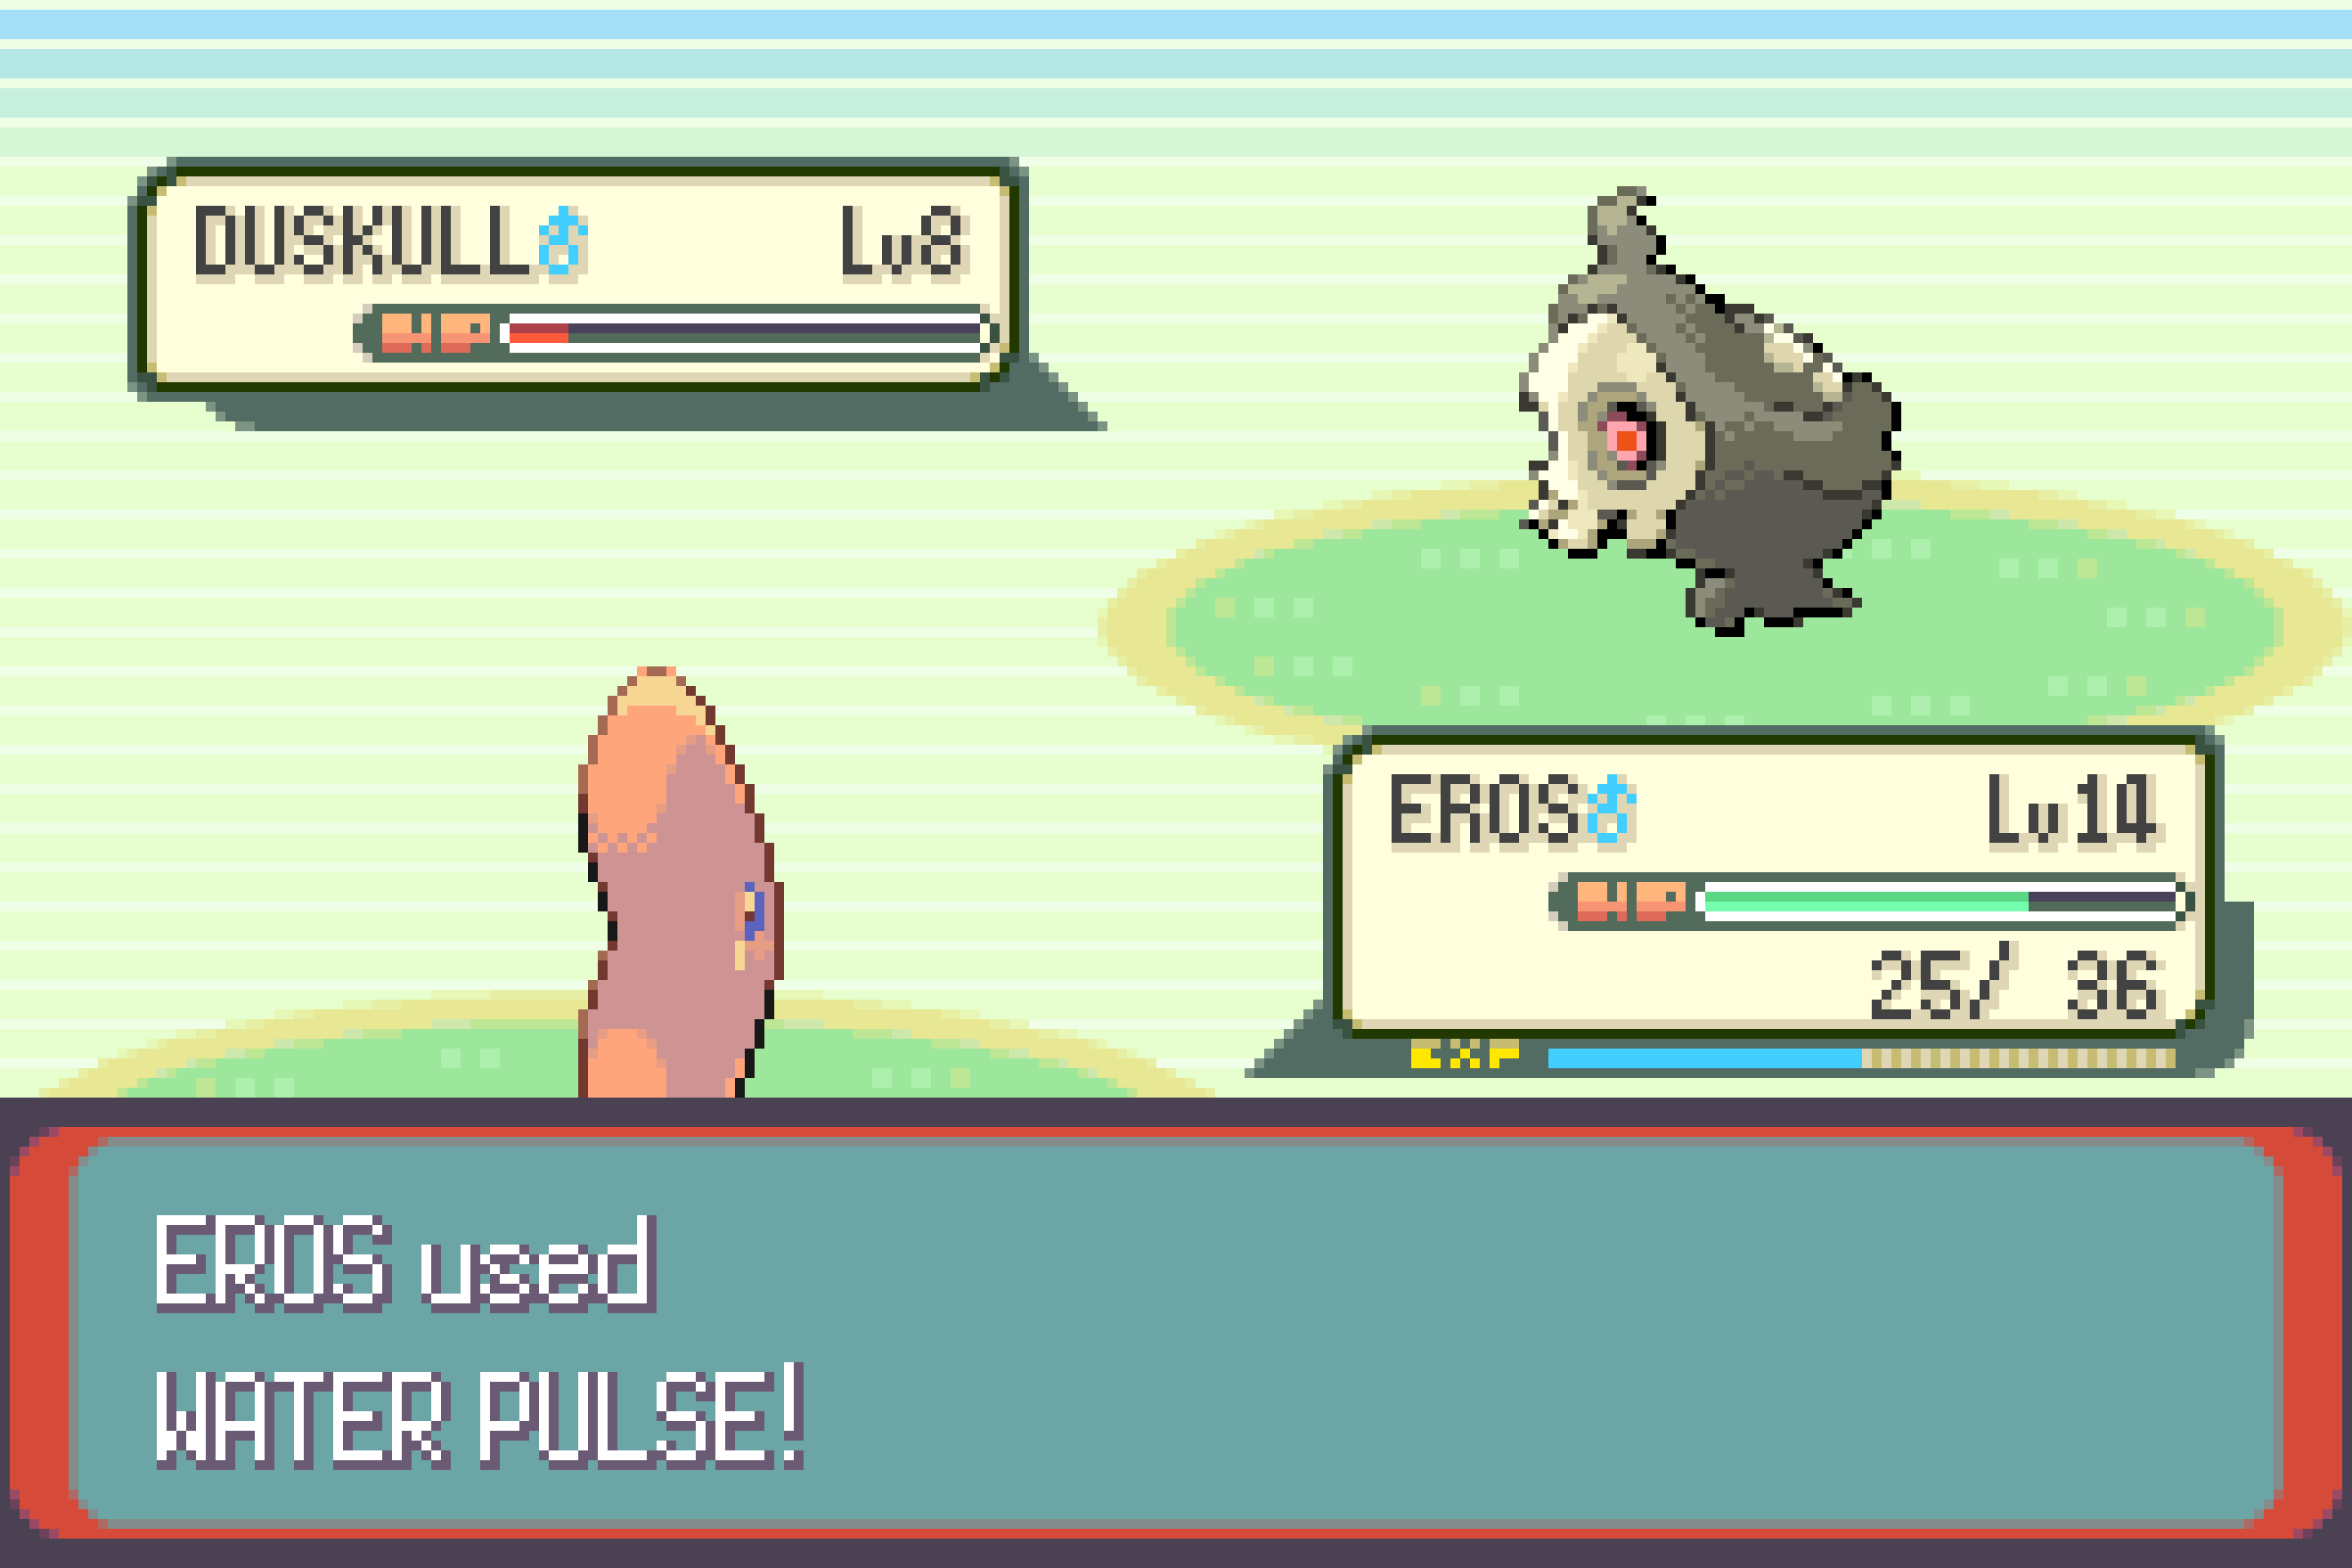 DUSKULL♂ Lv8
HP
EROS♂ Lv14
HP
25/ 36
EXP
EROS used
WATER PULSE!